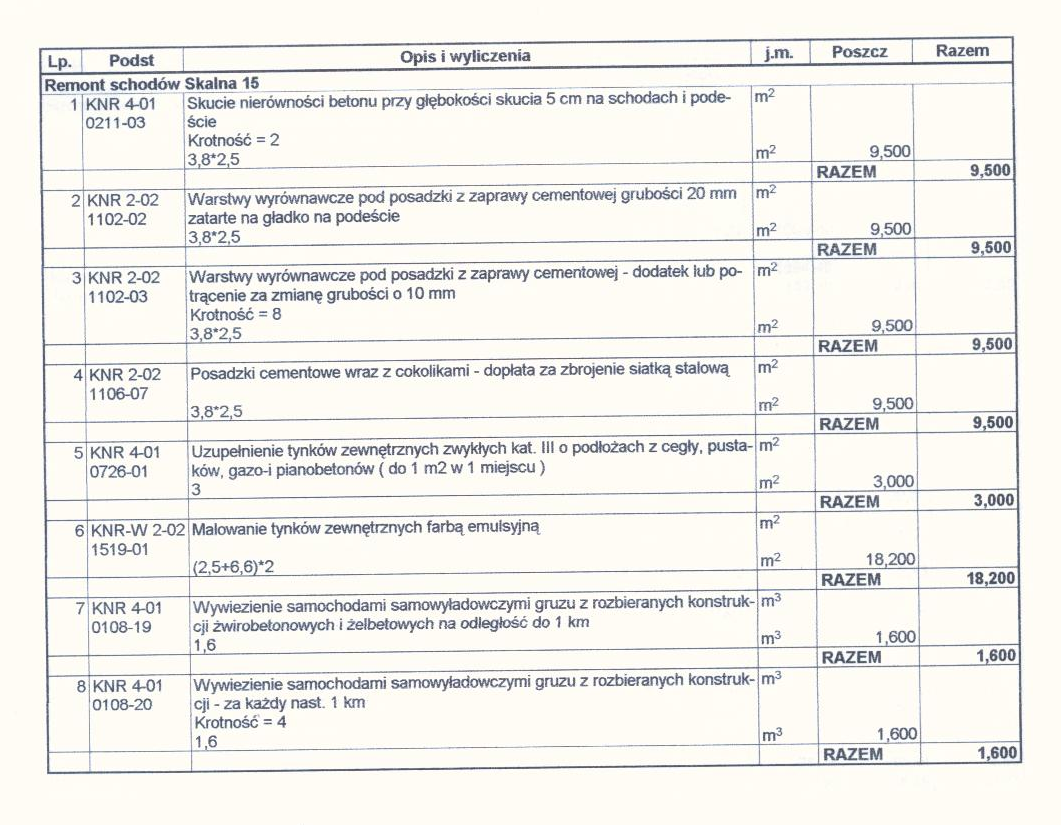 Lp. Podst Opis i wyliczenia j.m. Poszcz Razem
Remont schodów Skalna 15
1 KNR 4-01 Skucie nierówności betonu przy głębokości skucia 5 cm na schodach i pode- m2
0211-03 ście
Krotność = 2
3,8*2,5 m2 9,500
RAZEM 9,500
2 KNR 2-02 Warstwy wyrównawcze pod posadzki z zaprawy cementowej grubości 20 mm m2
1102-02 zatarte na gładko na podeście
3,8*2,5 m2 9,500
RAZEM 9,500
3 KNR 2-02 Warstwy wyrównawcze pod posadzki z zaprawy cementowej - dodatek lub po- m2
1102-03 trącenie za zmianę grubości o 10 mm
Krotność = 8
3,8*2,5 m2 9,500
RAZEM 9,500
4 KNR 2-02 Posadzki cementowe wraz z cokolikami - dopłata za zbrojenie siatką stalową m2
1106-07
3,8*2,5 m2 9,500
RAZEM 9,500
5 KNR 4-01 Uzupełnienie tynków zewnętrznych zwykłych kat. III o podłożach z cegły, pusta- m2
0726-01 ków, gazo-i pianobetonów ( do 1 m2 w 1 miejscu )
3 m2 3,000
RAZEM 3,000
6 KNR-W 2-02 Malowanie tynków zewnętrznych farbą emulsyjną m2
1519-01
(2,5+6,6)*2 m2 18,200
RAZEM 18,200
7 KNR 4-01 Wywiezienie samochodami samowyładowczymi gruzu z rozbieranych konstruk- m3
0108-19 cji żwirobetonowych i żelbetowych na odległość do 1 km
1,6 m3 1,600
RAZEM 1,600
8 KNR 4-01 Wywiezienie samochodami samowyładowczymi gruzu z rozbieranych konstruk- m3
0108-20 cji - za każdy nast. 1 km
Krotność = 4
1,6 m3 1,600
RAZEM 1,600